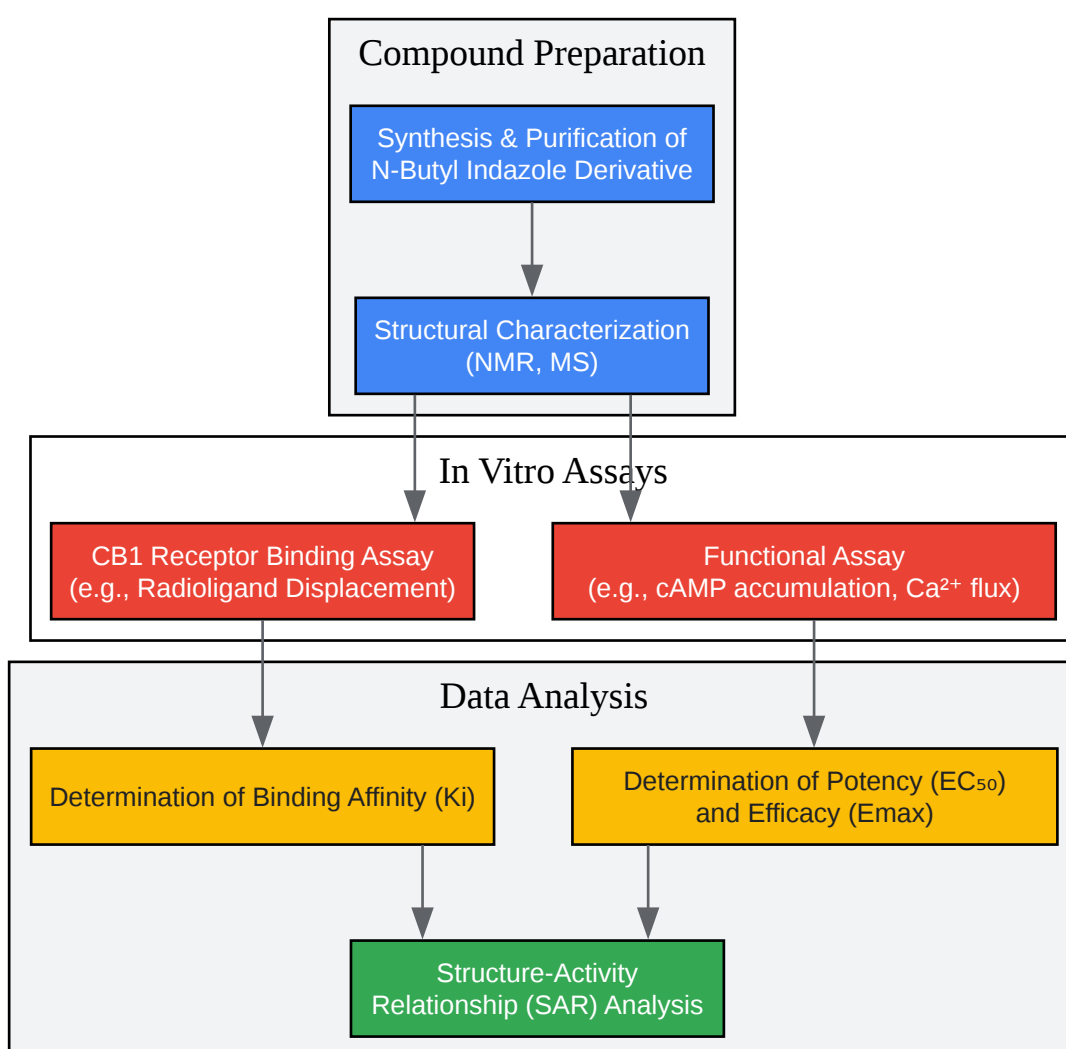 Compound Preparation
Synthesis & Purification of
N-Butyl Indazole Derivative
Structural Characterization
(NMR, MS)
In Vitro Assays
CB1 Receptor Binding Assay
(e.g., Radioligand Displacement)
Functional Assay
(e.g., cAMP accumulation, Ca²⁺ flux)
Data Analysis
Determination of Binding Affinity (Ki)
Determination of Potency (EC₅₀)
and Efficacy (Emax)
Structure-Activity
Relationship (SAR) Analysis